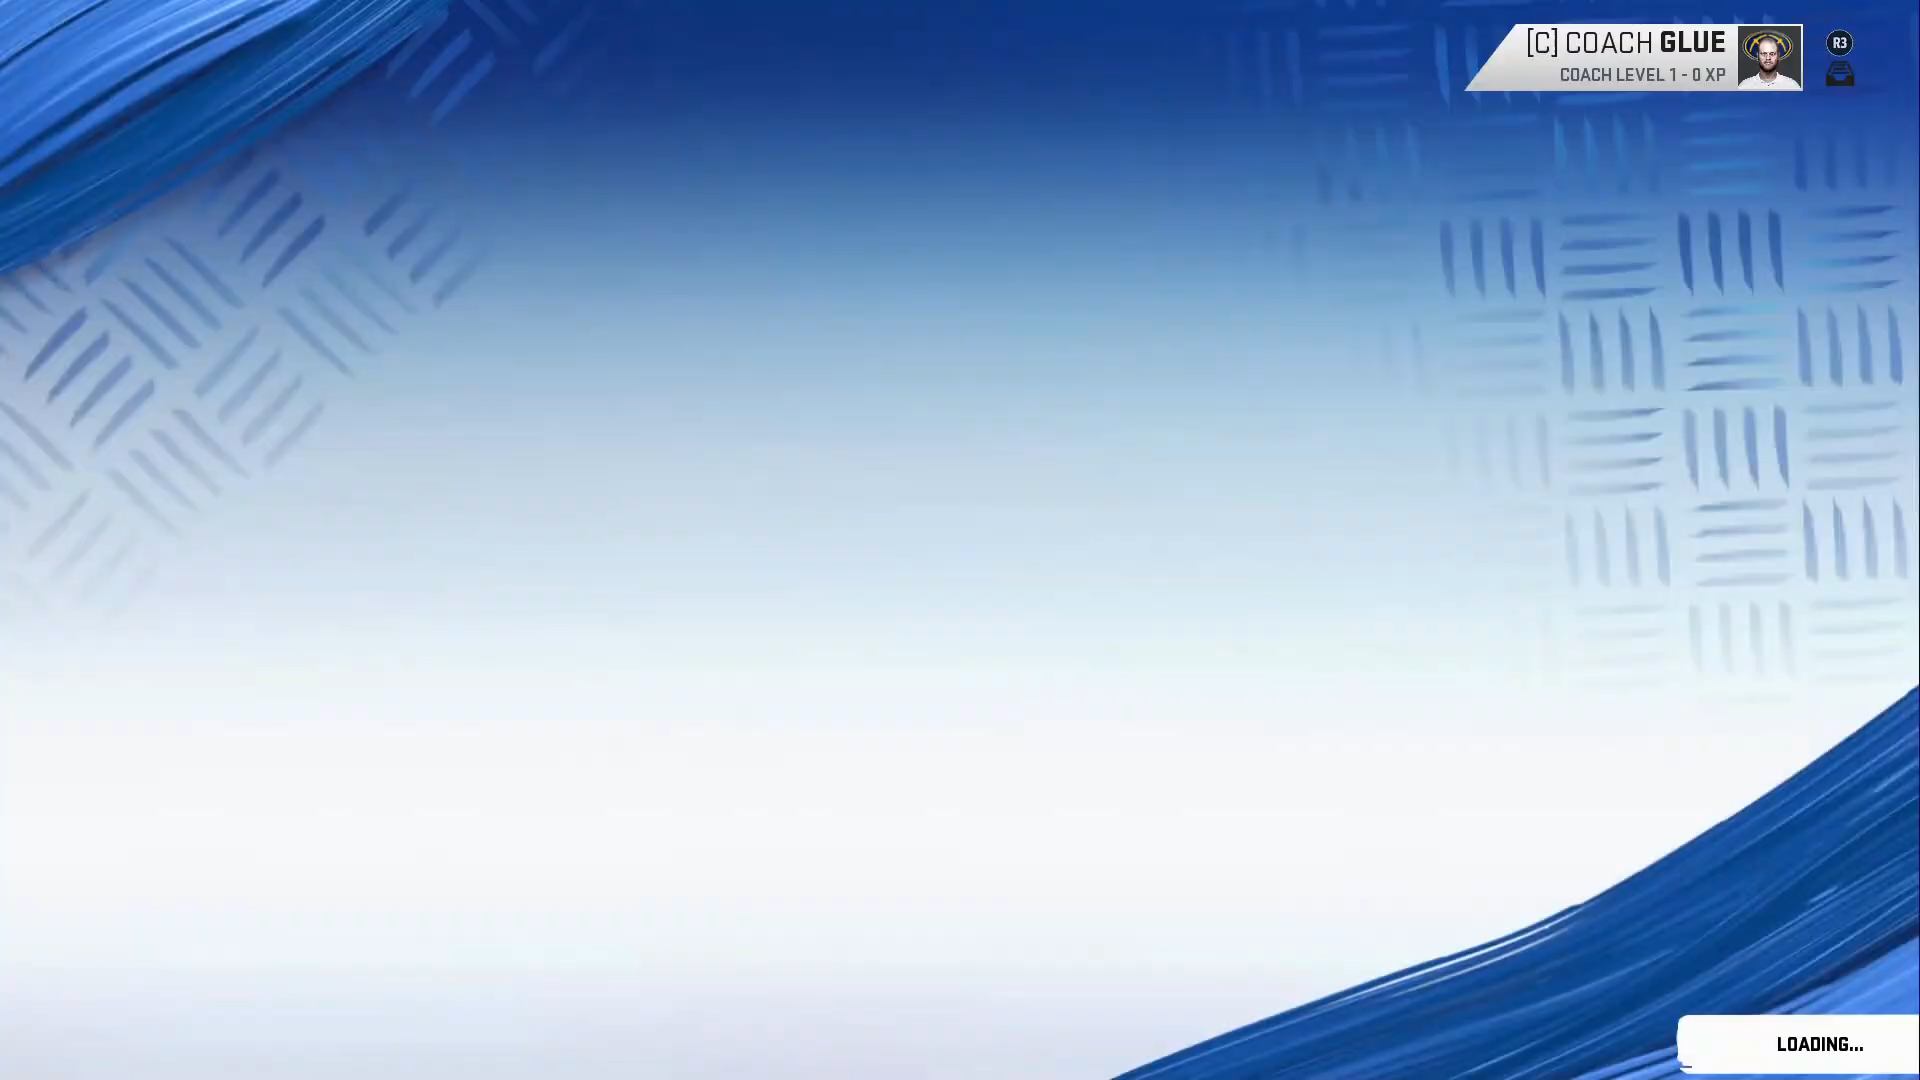 [C] COACH GLUE
COACH LEVEL 1 - 0 XP
R3
LOADING...